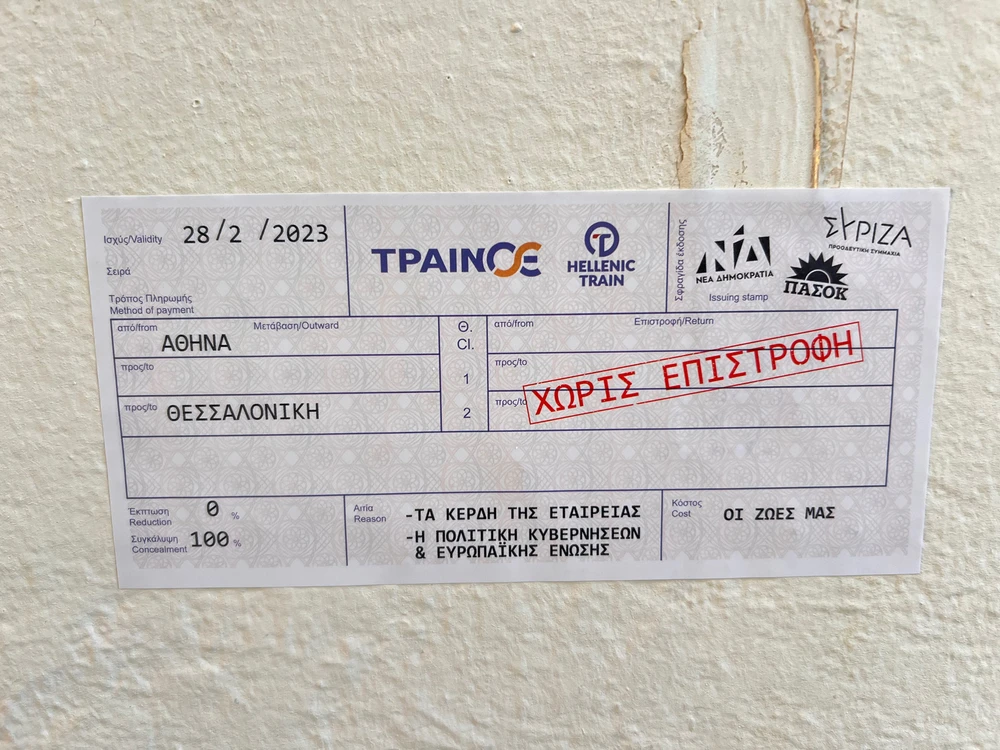 Ισχύς/Validity 28/2 /2023
Σειρά
Τρόπος Πληρωμής
Method of payment
ΤΡΑΙΝΟΣΕ
HELLENIC
TRAIN
Σφραγίδα έκδοσης
ΝΔ
ΝΕΑ ΔΗΜΟΚΡΑΤΙΑ
ΣΥΡΙΖΑ
ΠΡΟΟΔΕΥΤΙΚΗ ΣΥΜΜΑΧΙΑ
ΠΑΣΟΚ
Issuing stamp
από/from Μετάβαση/Outward
ΑΘΗΝΑ
προς/to
προς/to ΘΕΣΣΑΛΟΝΙΚΗ
Θ.
Cl.
1
2
από/from Επιστροφή/Return
προς/to
προς/to
ΧΩΡΙΣ ΕΠΙΣΤΡΟΦΗ
Έκπτωση 0 %
Reduction
Συγκάλυψη 100 %
Concealment
Αιτία
Reason
-ΤΑ ΚΕΡΔΗ ΤΗΣ ΕΤΑΙΡΕΙΑΣ
-Η ΠΟΛΙΤΙΚΗ ΚΥΒΕΡΝΗΣΕΩΝ
& ΕΥΡΩΠΑΪΚΗΣ ΕΝΩΣΗΣ
Κόστος
Cost
ΟΙ ΖΩΕΣ ΜΑΣ